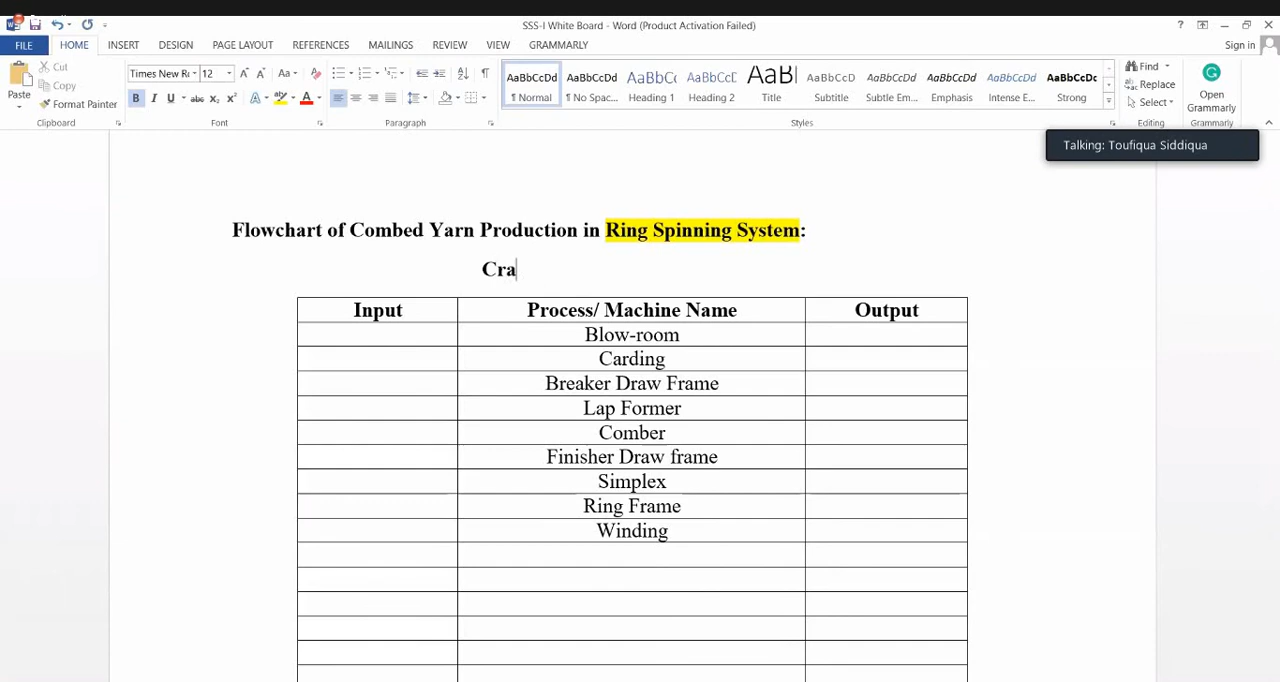 SSS-I White Board - Word (Product Activation Failed)
FILE HOME INSERT DESIGN PAGE LAYOUT REFERENCES MAILINGS REVIEW VIEW GRAMMARLY Sign in
Paste Cut Copy Format Painter
Times New Ro 12
AaBbCcDd AaBbCcDd AaBbCc AaBbCcC AaBb AaBbCcD AaBbCcDd AaBbCcDd AaBbCcDd AaBbCcDc
¶ Normal ¶ No Spac... Heading 1 Heading 2 Title Subtitle Subtle Em... Emphasis Intense E... Strong
Find Replace Select
Open Grammarly
Clipboard Font Paragraph Styles Editing Grammarly
Talking: Toufiqua Siddiqua
Flowchart of Combed Yarn Production in Ring Spinning System:
Cra
Input Process/ Machine Name Output
Blow-room
Carding
Breaker Draw Frame
Lap Former
Comber
Finisher Draw frame
Simplex
Ring Frame
Winding